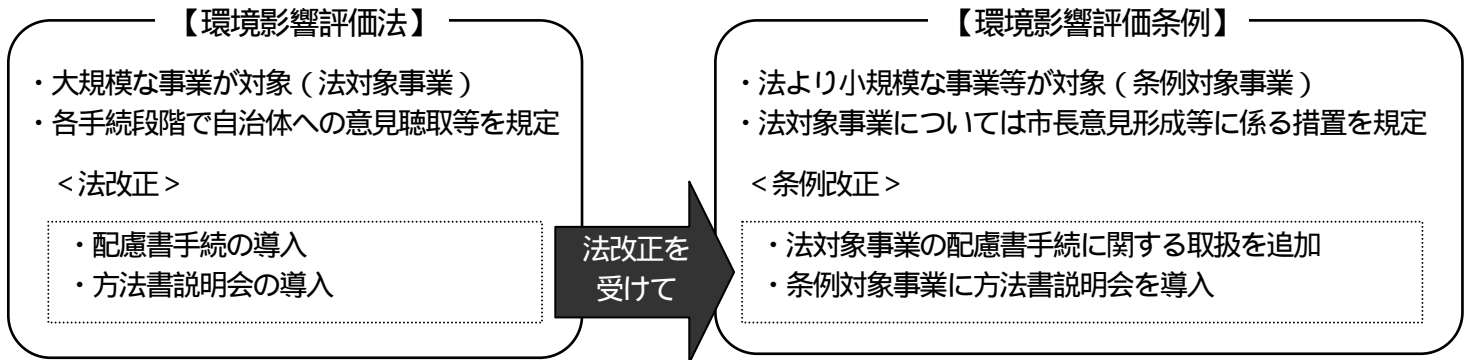 【環境影響評価法】
・大規模な事業が対象（法対象事業）
・各手続段階で自治体への意見聴取等を規定
＜法改正＞
・配慮書手続の導入
・方法書説明会の導入
法改正を
受けて
【環境影響評価条例】
・法より小規模な事業等が対象（条例対象事業）
・法対象事業については市長意見形成等に係る措置を規定
＜条例改正＞
・法対象事業の配慮書手続に関する取扱を追加
・条例対象事業に方法書説明会を導入